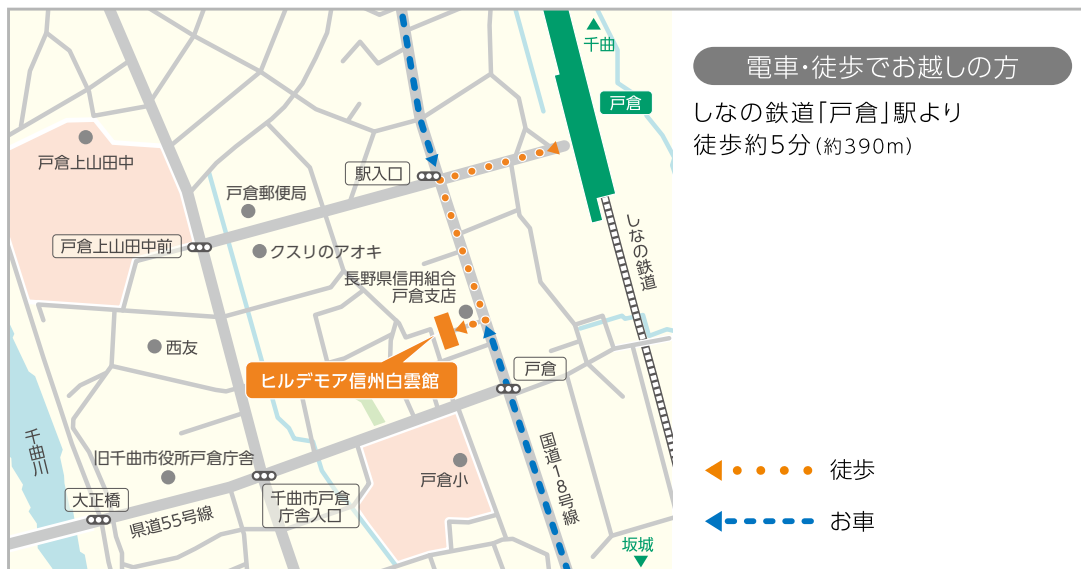 千曲
戸倉
戸倉上山田中
駅入口
戸倉郵便局
戸倉上山田中前
クスリのアオキ
しなの鉄道
長野県信用組合
戸倉支店
西友
ヒルデモア信州白雲館
戸倉
千曲川
旧千曲市役所戸倉庁舎
国道18号線
戸倉小
大正橋
県道55号線
千曲市戸倉
庁舎入口
坂城
電車・徒歩でお越しの方
しなの鉄道「戸倉」駅より
徒歩約5分(約390m)
徒歩
お車